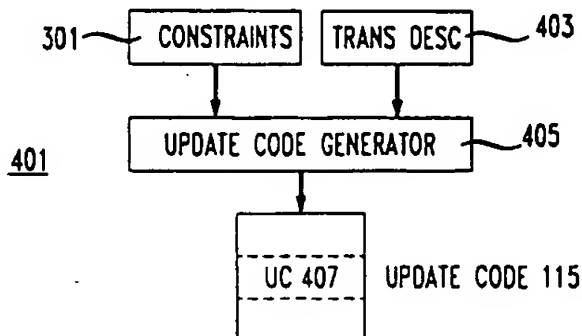 301 CONSTRAINTS TRANS DESC 403
UPDATE CODE GENERATOR 405
401
UC 407 UPDATE CODE 115